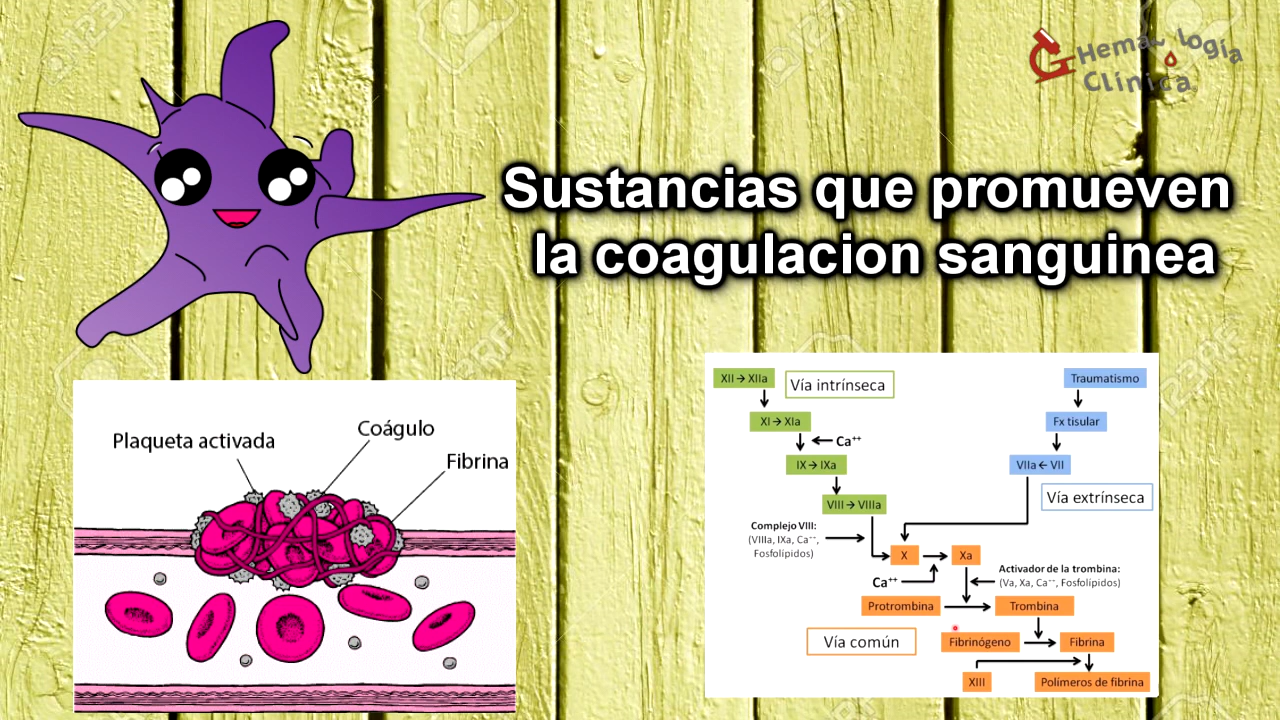 Hematología
Clínica
Sustancias que promueven
la coagulacion sanguinea
Plaqueta activada
Coágulo
Fibrina
XII → XIIa
Vía intrínseca
Traumatismo
XI → XIa
Fx tisular
Ca⁺⁺
IX → IXa
VIIa ← VII
VIII → VIIIa
Vía extrínseca
Complejo VIII:
(VIIIa, IXa, Ca⁺⁺,
Fosfolípidos)
X
Xa
Ca⁺⁺
Activador de la trombina:
(Va, Xa, Ca⁺⁺, Fosfolípidos)
Protrombina
Trombina
Vía común
Fibrinógeno
Fibrina
XIII
Polímeros de fibrina